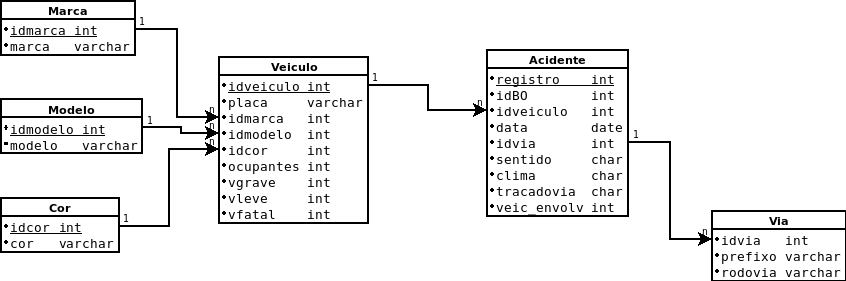 Marca
idmarca int
marca varchar
1
Modelo
idmodelo int
modelo varchar
1
Cor
idcor int
cor varchar
1
Veiculo
idveiculo int
placa varchar
n
idmarca int
n
idmodelo int
n
idcor int
ocupantes int
vgrave int
vleve int
vfatal int
1
Acidente
registro int
idBO int
n
idveiculo int
data date
idvia int
sentido char
clima char
tracadovia char
veic_envolv int
1
Via
n
idvia int
prefixo varchar
rodovia varchar